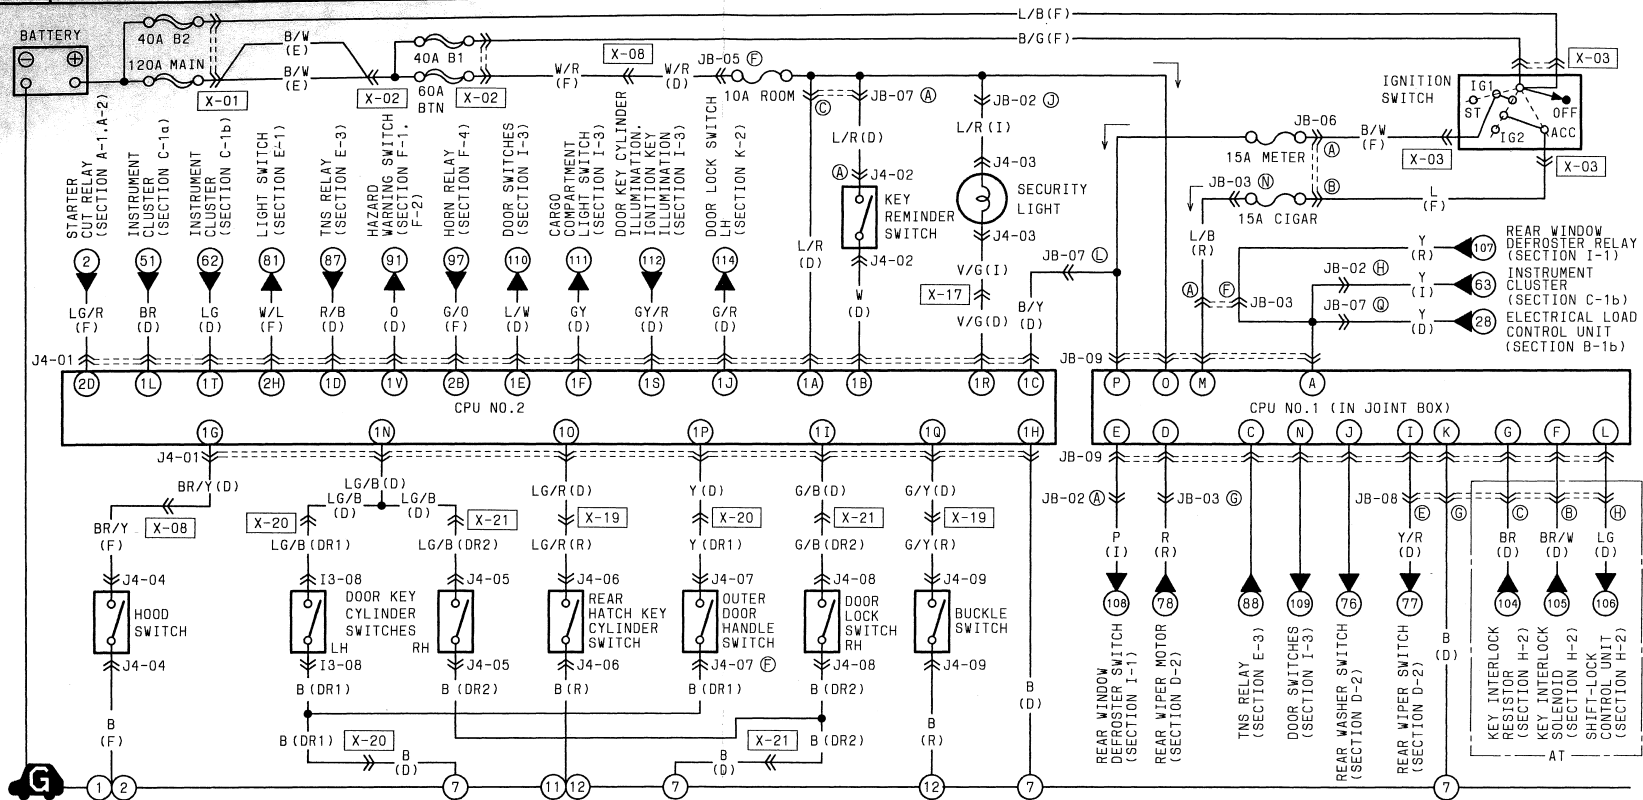 L/B(F)
B/G(F)
BATTERY
40A B2
120A MAIN
B/W
(E)
B/W
(E)
X-01
X-02
40A B1
60A
BTN
X-02
W/R
(F)
X-08
W/R
(D)
JB-05 F
10A ROOM
C
JB-07 A
JB-02 J
X-03
IGNITION
SWITCH
IG1
ST
OFF
IG2
ACC
JB-06
A
15A METER
B/W
(F)
X-03
X-03
JB-03 N
B
15A CIGAR
L
(F)
STARTER
CUT RELAY
(SECTION A-1.A-2)
2
LG/R
(F)
INSTRUMENT
CLUSTER
(SECTION C-1a)
51
BR
(D)
INSTRUMENT
CLUSTER
(SECTION C-1b)
62
LG
(D)
LIGHT SWITCH
(SECTION E-1)
81
W/L
(F)
TNS RELAY
(SECTION E-3)
87
R/B
(D)
HAZARD
WARNING SWITCH
(SECTION F-1.
F-2)
91
O
(D)
HORN RELAY
(SECTION F-4)
97
G/O
(F)
DOOR SWITCHES
(SECTION I-3)
110
L/W
(D)
CARGO
COMPARTMENT
LIGHT SWITCH
(SECTION I-3)
111
GY
(D)
DOOR KEY CYLINDER
ILLUMINATION.
IGNITION KEY
ILLUMINATION
(SECTION I-3)
112
GY/R
(D)
DOOR LOCK SWITCH
LH
(SECTION K-2)
114
G/R
(D)
L/R
(D)
L/R(D)
A J4-02
KEY
REMINDER
SWITCH
J4-02
W
(D)
L/R(I)
J4-03
SECURITY
LIGHT
J4-03
V/G(I)
X-17
V/G(D)
JB-07 L
B/Y
(D)
L/B
(R)
A
F
JB-03
Y
(R)
107
REAR WINDOW
DEFROSTER RELAY
(SECTION I-1)
JB-02 H
Y
(I)
63
INSTRUMENT
CLUSTER
(SECTION C-1b)
JB-07 Q
Y
(D)
28
ELECTRICAL LOAD
CONTROL UNIT
(SECTION B-1b)
J4-01
JB-09
2D
1L
1T
2H
1D
1V
2B
1E
1F
1S
1J
1A
1B
1R
1C
P
O
M
A
CPU NO.2
CPU NO.1 (IN JOINT BOX)
1G
1N
1O
1P
1I
1Q
1H
E
D
C
N
J
I
K
G
F
L
J4-01
JB-09
BR/Y(D)
X-08
BR/Y
(F)
J4-04
HOOD
SWITCH
J4-04
B
(F)
LG/B(D)
LG/B
(D)
LG/B
(D)
X-20
X-21
LG/B(DR1)
LG/B(DR2)
I3-08
J4-05
DOOR KEY
CYLINDER
SWITCHES
LH
RH
I3-08
J4-05
B(DR1)
B(DR2)
LG/R(D)
X-19
LG/R(R)
J4-06
REAR
HATCH KEY
CYLINDER
SWITCH
J4-06
B(R)
Y(D)
X-20
Y(DR1)
J4-07
OUTER
DOOR
HANDLE
SWITCH
J4-07 F
B(DR1)
G/B(D)
X-21
G/B(DR2)
J4-08
DOOR
LOCK
SWITCH
RH
J4-08
B(DR2)
G/Y(D)
X-19
G/Y(R)
J4-09
BUCKLE
SWITCH
J4-09
B
(R)
B
(D)
B(DR1)
X-20
B
(D)
B
(D)
X-21
B(DR2)
JB-02 A
JB-03 G
JB-08
E
G
C
B
H
P
(I)
R
(R)
Y/R
(D)
BR
(D)
BR/W
(D)
LG
(D)
108
78
88
109
76
77
104
105
106
B
(D)
REAR WINDOW
DEFROSTER SWITCH
(SECTION I-1)
REAR WIPER MOTOR
(SECTION D-2)
TNS RELAY
(SECTION E-3)
DOOR SWITCHES
(SECTION I-3)
REAR WASHER SWITCH
(SECTION D-2)
REAR WIPER SWITCH
(SECTION D-2)
KEY INTERLOCK
RESISTOR
(SECTION H-2)
KEY INTERLOCK
SOLENOID
(SECTION H-2)
SHIFT-LOCK
CONTROL UNIT
(SECTION H-2)
AT
G
1
2
7
11
12
7
12
7
7